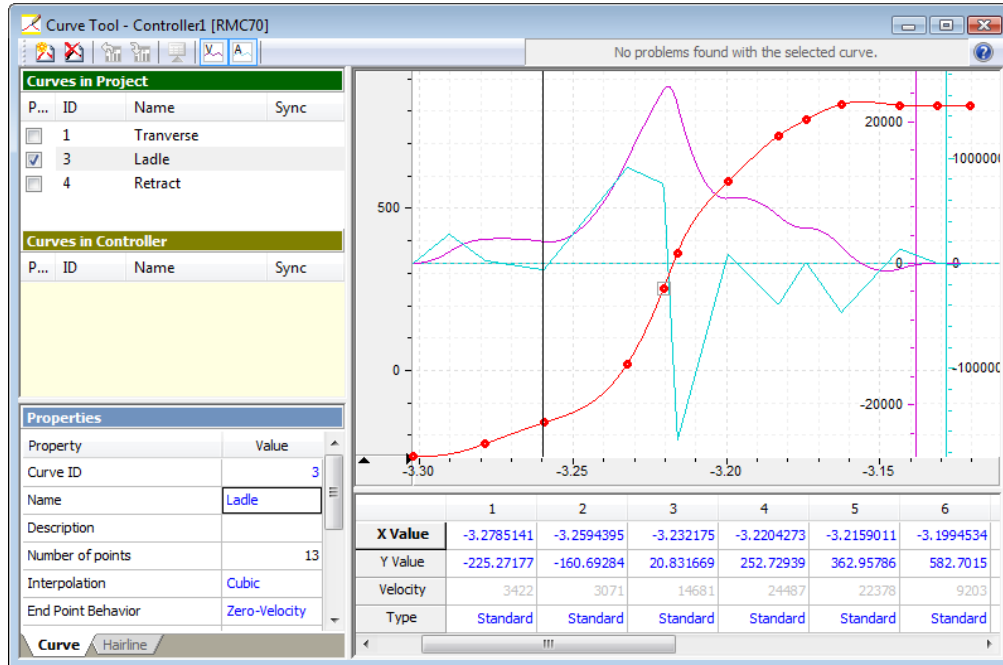 Curve Tool - Controller1 [RMC70]
No problems found with the selected curve.
Curves in Project
P... ID Name Sync
1 Tranverse
3 Ladle
4 Retract
Curves in Controller
P... ID Name Sync
Properties
Property Value
Curve ID 3
Name Ladle
Description
Number of points 13
Interpolation Cubic
End Point Behavior Zero-Velocity
Curve Hairline
V A
500
0
20000
0
-20000
1000000
0
-100000
-3.30 -3.25 -3.20 -3.15
1 2 3 4 5 6
X Value -3.2785141 -3.2594395 -3.232175 -3.2204273 -3.2159011 -3.1994534
Y Value -225.27177 -160.69284 20.831669 252.72939 362.95786 582.7015
Velocity 3422 3071 14681 24487 22378 9203
Type Standard Standard Standard Standard Standard Standard